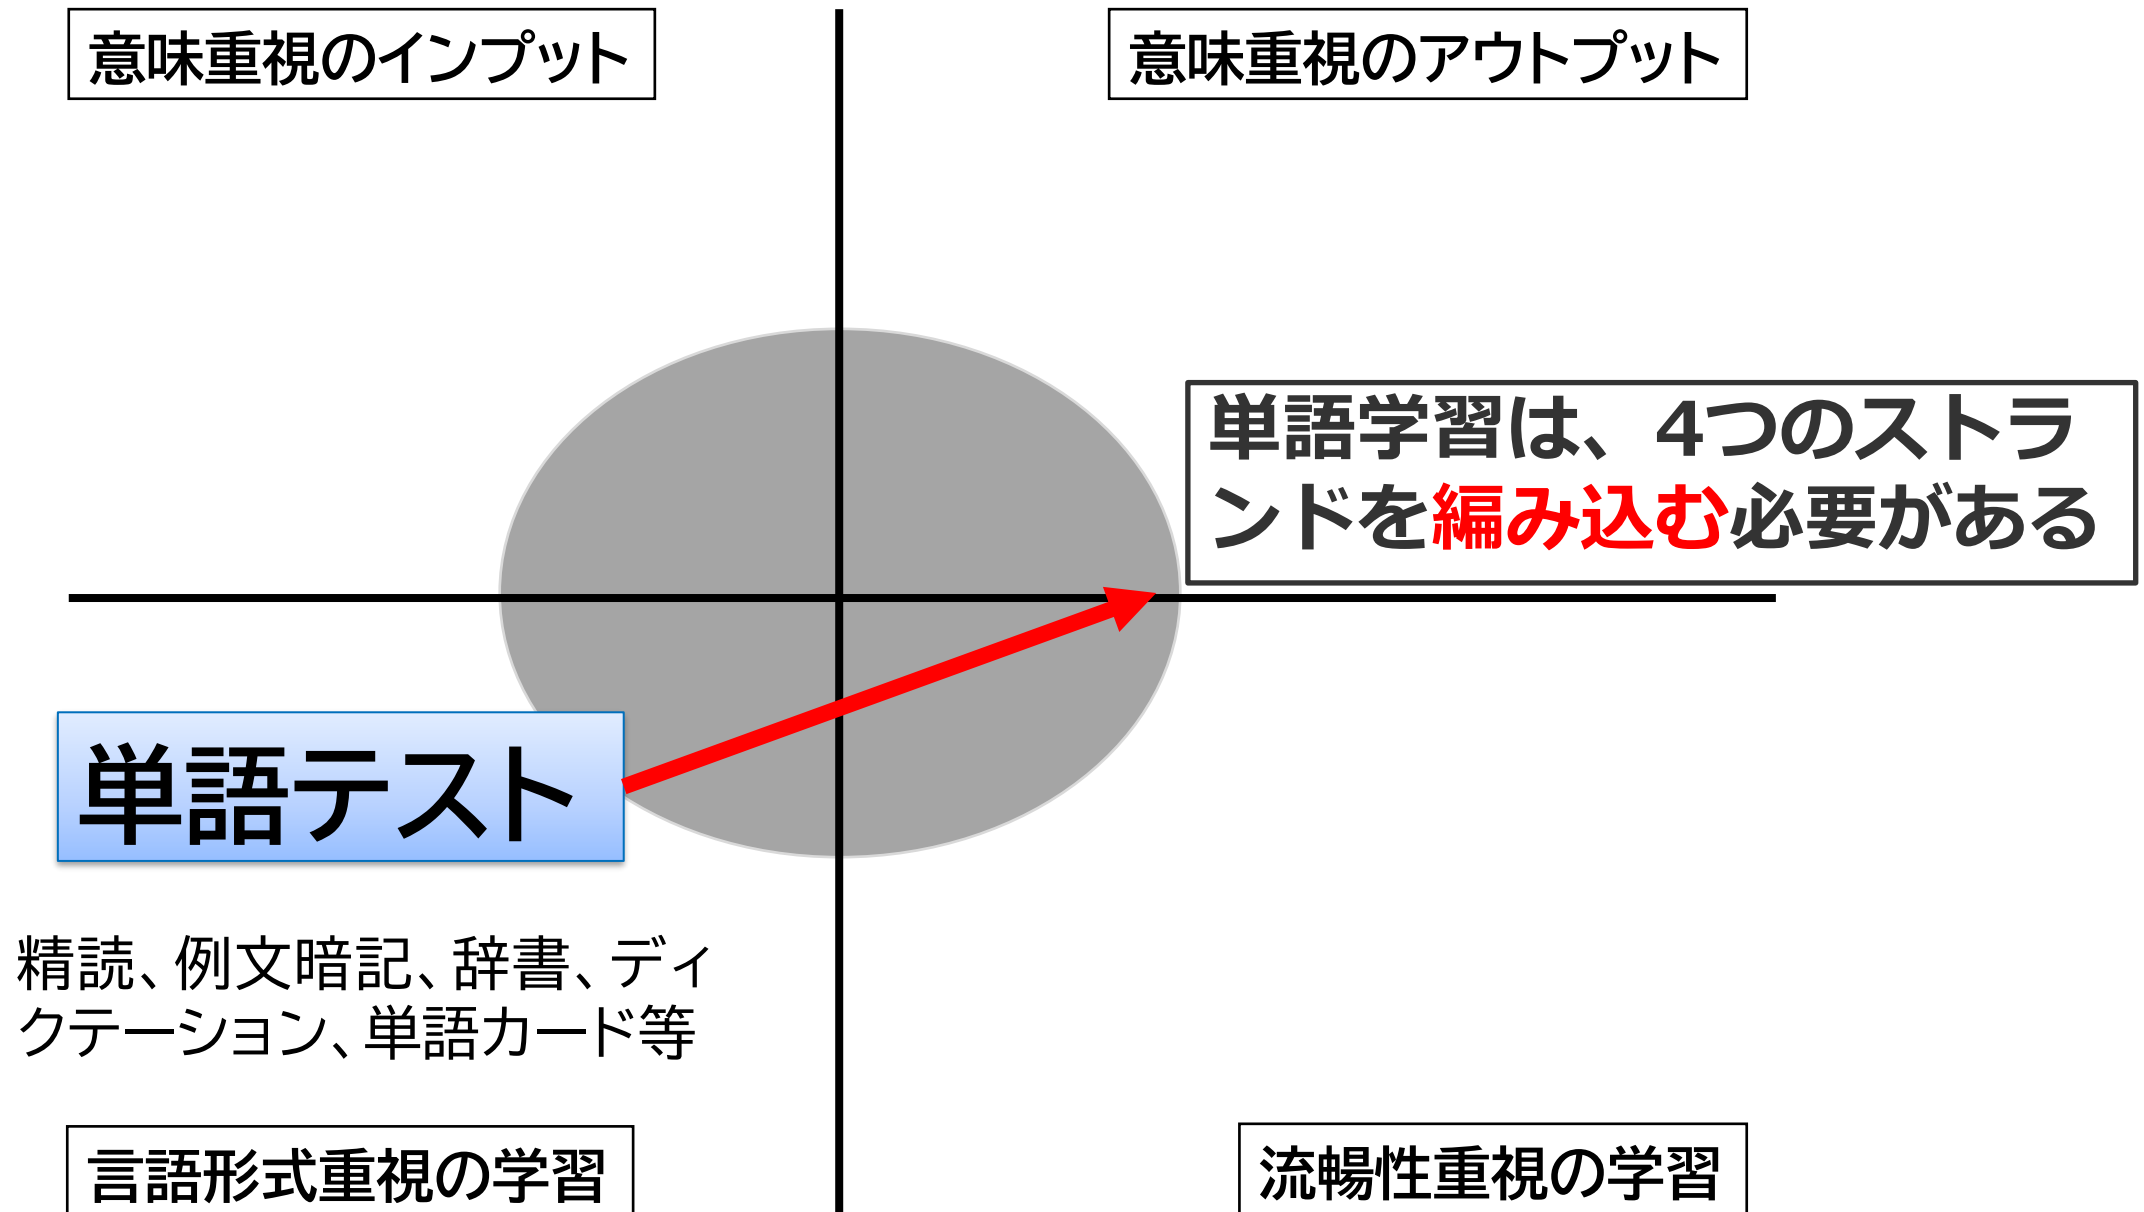 意味重視のインプット
意味重視のアウトプット
単語学習は、4つのストラ
ンドを編み込む必要がある
単語テスト
精読、例文暗記、辞書、ディ
クテーション、単語カード等
言語形式重視の学習
流暢性重視の学習